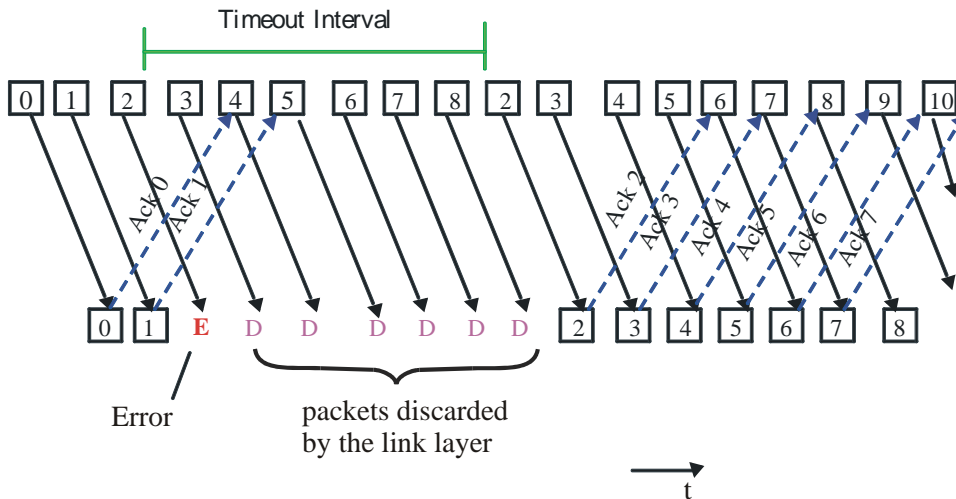 Timeout Interval
0 1 2 3 4 5 6 7 8 2 3 4 5 6 7 8 9 10
Ack 0 Ack 1 Ack 2 Ack 3 Ack 4 Ack 5 Ack 6 Ack 7
0 1 E D D D D D D 2 3 4 5 6 7 8
Error
packets discarded
by the link layer
t